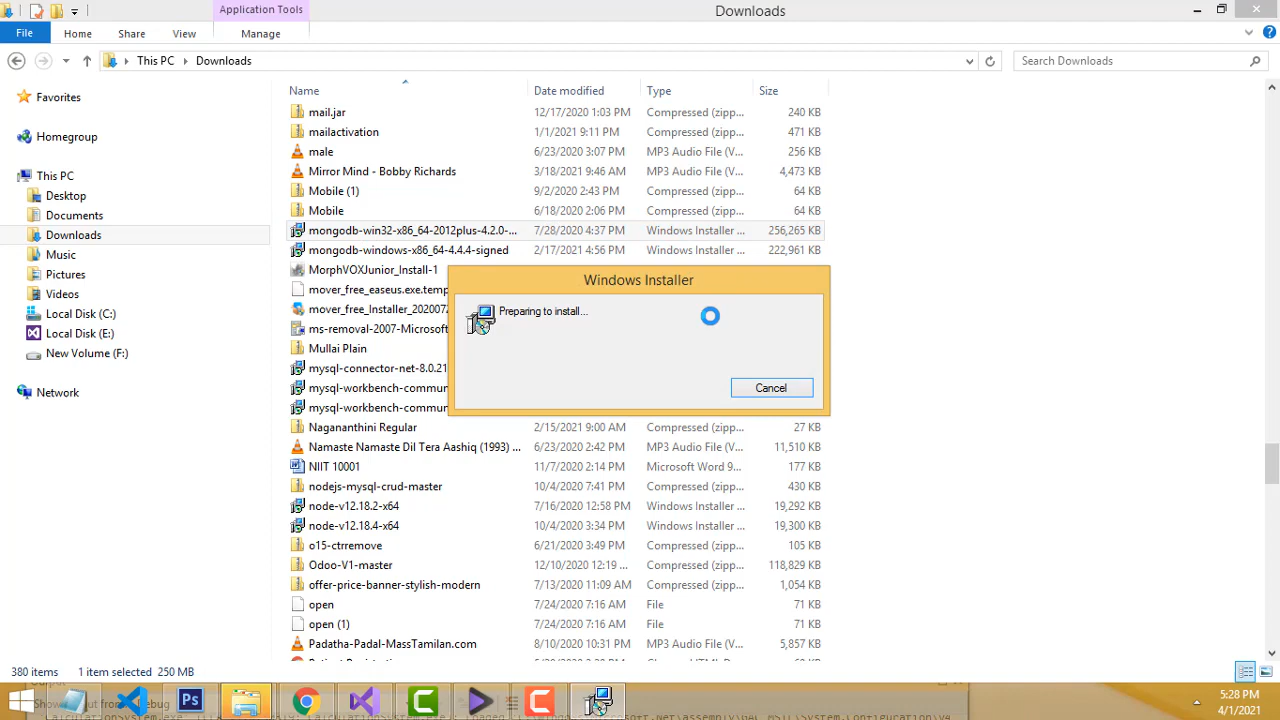 Application Tools
Downloads
File
Home
Share
View
Manage
This PC
Downloads
Search Downloads
Name
Date modified
Type
Size
Favorites
Homegroup
This PC
Desktop
Documents
Downloads
Music
Pictures
Videos
Local Disk (C:)
Local Disk (E:)
New Volume (F:)
Network
mail.jar 12/17/2020 1:03 PM Compressed (zipp... 240 KB
mailactivation 1/1/2021 9:11 PM Compressed (zipp... 471 KB
male 6/23/2020 3:07 PM MP3 Audio File (V... 256 KB
Mirror Mind - Bobby Richards 3/18/2021 9:46 AM MP3 Audio File (V... 4,473 KB
Mobile (1) 9/2/2020 2:43 PM Compressed (zipp... 64 KB
Mobile 6/18/2020 2:06 PM Compressed (zipp... 64 KB
mongodb-win32-x86_64-2012plus-4.2.0-... 7/28/2020 4:37 PM Windows Installer ... 256,265 KB
mongodb-windows-x86_64-4.4.4-signed 2/17/2021 4:56 PM Windows Installer ... 222,961 KB
MorphVOXJunior_Install-1
mover_free_easeus.exe.temp
mover_free_Installer_202007
ms-removal-2007-Microsoft
Mullai Plain
mysql-connector-net-8.0.21
mysql-workbench-commun
mysql-workbench-commun
Windows Installer
Preparing to install...
Cancel
Nagananthini Regular 2/15/2021 9:00 AM Compressed (zipp... 27 KB
Namaste Namaste Dil Tera Aashiq (1993) ... 6/23/2020 2:42 PM MP3 Audio File (V... 11,510 KB
NIIT 10001 11/7/2020 2:14 PM Microsoft Word 9... 177 KB
nodejs-mysql-crud-master 10/4/2020 7:41 PM Compressed (zipp... 430 KB
node-v12.18.2-x64 7/16/2020 12:58 PM Windows Installer ... 19,292 KB
node-v12.18.4-x64 10/4/2020 3:34 PM Windows Installer ... 19,300 KB
o15-ctrremove 6/21/2020 3:49 PM Compressed (zipp... 105 KB
Odoo-V1-master 12/10/2020 12:19 ... Compressed (zipp... 118,829 KB
offer-price-banner-stylish-modern 7/13/2020 11:09 AM Compressed (zipp... 1,054 KB
open 7/24/2020 7:16 AM File 71 KB
open (1) 7/24/2020 7:16 AM File 71 KB
Padatha-Padal-MassTamilan.com 8/10/2020 10:31 PM MP3 Audio File (V... 5,857 KB
380 items 1 item selected 250 MB
Ps
5:28 PM
4/1/2021